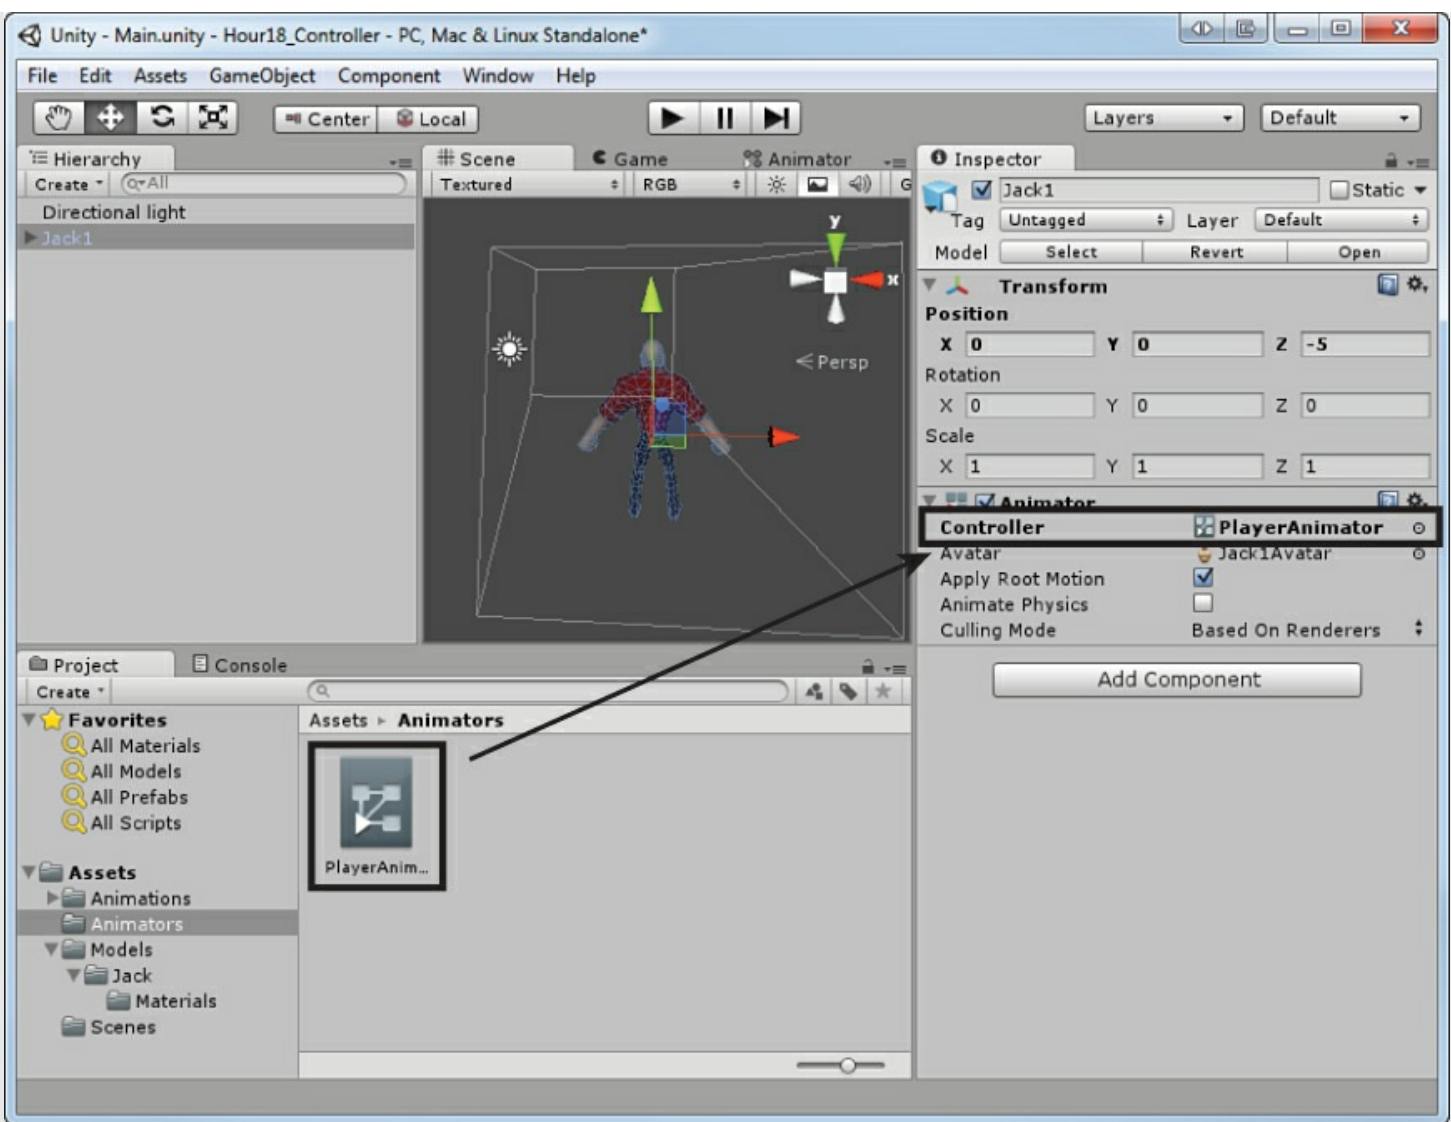 Unity - Main.unity - Hour18_Controller - PC, Mac & Linux Standalone*
File Edit Assets GameObject Component Window Help
Center Local Layers Default
Hierarchy
Create All
Directional light
Jack1
Scene Game Animator
Textured RGB G
y
x
Persp
Inspector
Jack1 Static
Tag Untagged Layer Default
Model Select Revert Open
Transform
Position
X 0 Y 0 Z -5
Rotation
X 0 Y 0 Z 0
Scale
X 1 Y 1 Z 1
Animator
Controller PlayerAnimator
Avatar Jack1Avatar
Apply Root Motion
Animate Physics
Culling Mode Based On Renderers
Add Component
Project Console
Create
Favorites
All Materials
All Models
All Prefabs
All Scripts
Assets
Animations
Animators
Models
Jack
Materials
Scenes
Assets ▸ Animators
PlayerAnim...